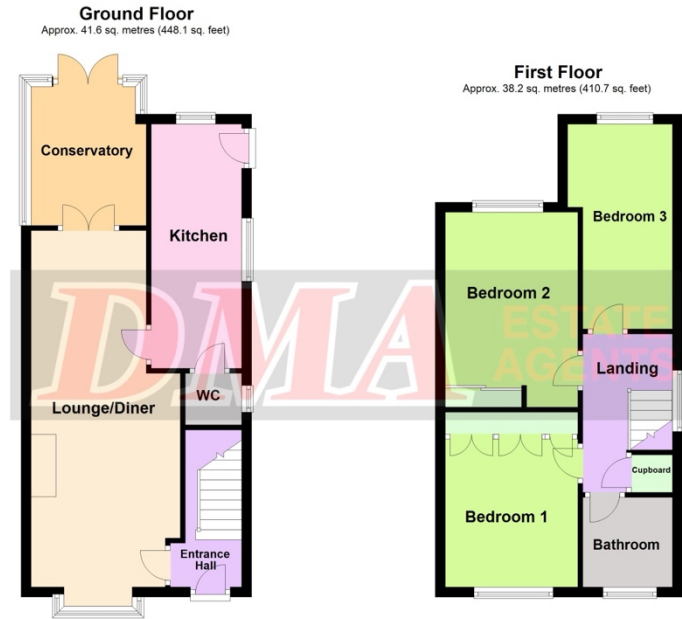 Ground Floor
Approx. 41.6 sq. metres (448.1 sq. feet)
Conservatory
Kitchen
WC
Lounge/Diner
Entrance
Hall
First Floor
Approx. 38.2 sq. metres (410.7 sq. feet)
Bedroom 3
Bedroom 2
Landing
Cupboard
Bedroom 1
Bathroom
DMA
ESTATE
AGENTS